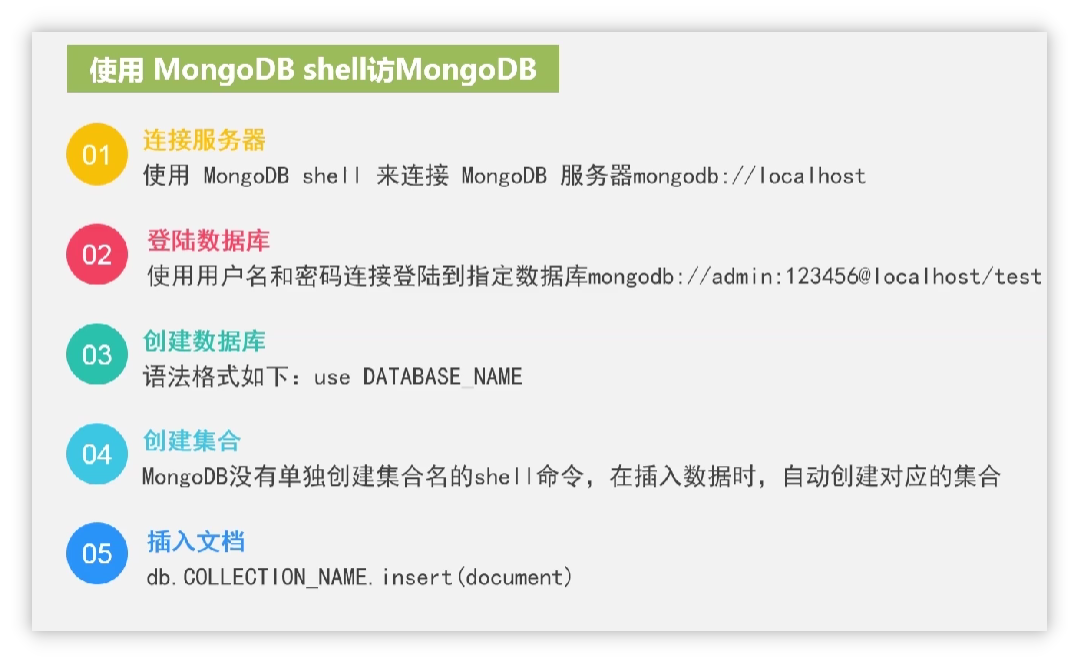 使用 MongoDB shell访MongoDB
01
连接服务器
使用 MongoDB shell 来连接 MongoDB 服务器mongodb://localhost
02
登陆数据库
使用用户名和密码连接登陆到指定数据库mongodb://admin:123456@localhost/test
03
创建数据库
语法格式如下：use DATABASE_NAME
04
创建集合
MongoDB没有单独创建集合名的shell命令，在插入数据时，自动创建对应的集合
05
插入文档
db.COLLECTION_NAME.insert(document)